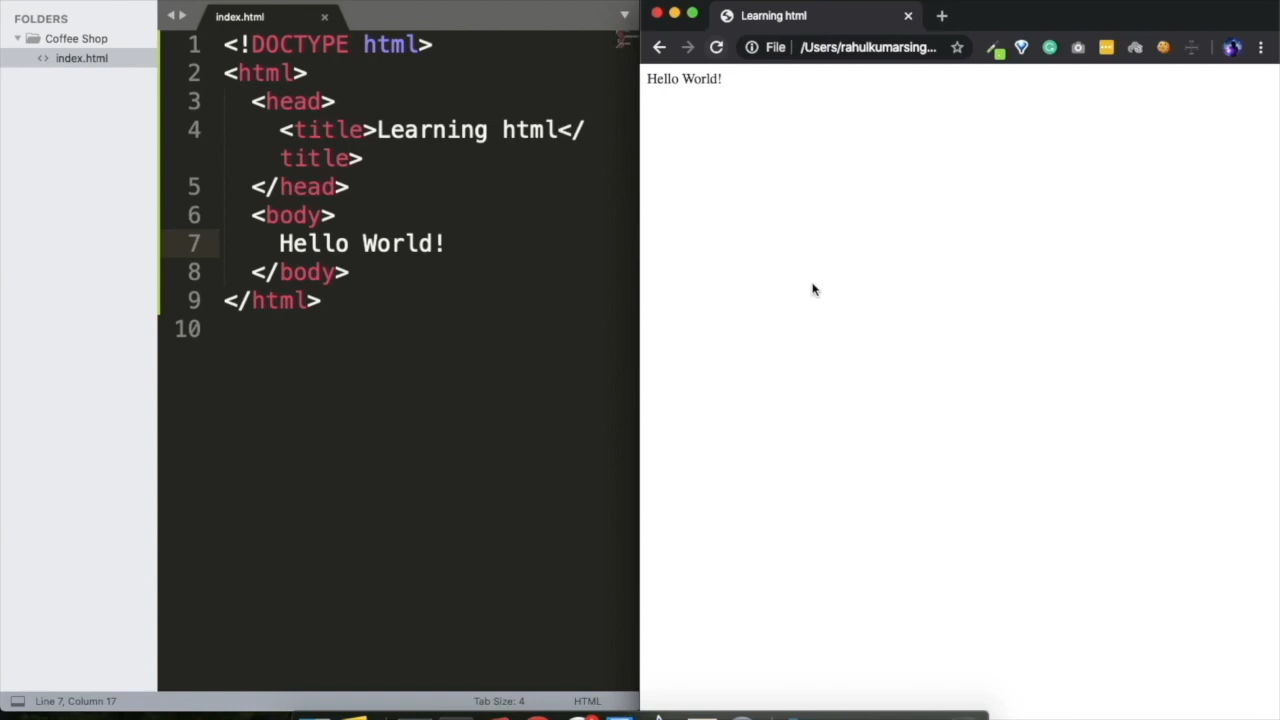 FOLDERS
Coffee Shop
index.html
index.html
1 <!DOCTYPE html>
2 <html>
3 <head>
4 <title>Learning html</
title>
5 </head>
6 <body>
7 Hello World!
8 </body>
9 </html>
10
Line 7, Column 17
Tab Size: 4
HTML
Learning html
File
/Users/rahulkumarsing...
Hello World!